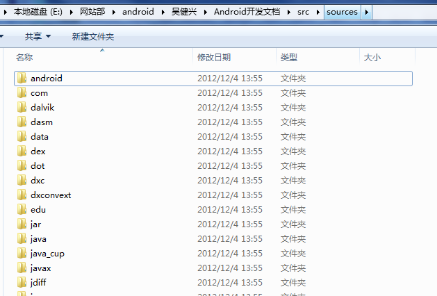 本地磁盘 (E:) ▸ 网站部 ▸ android ▸ 吴健兴 ▸ Android开发文档 ▸ src ▸ sources ▸
共享 新建文件夹
名称 修改日期 类型 大小
android 2012/12/4 13:55 文件夹
com 2012/12/4 13:55 文件夹
dalvik 2012/12/4 13:55 文件夹
dasm 2012/12/4 13:55 文件夹
data 2012/12/4 13:55 文件夹
dex 2012/12/4 13:55 文件夹
dot 2012/12/4 13:55 文件夹
dxc 2012/12/4 13:55 文件夹
dxconvext 2012/12/4 13:55 文件夹
edu 2012/12/4 13:55 文件夹
jar 2012/12/4 13:55 文件夹
java 2012/12/4 13:55 文件夹
java_cup 2012/12/4 13:55 文件夹
javax 2012/12/4 13:55 文件夹
jdiff 2012/12/4 13:55 文件夹